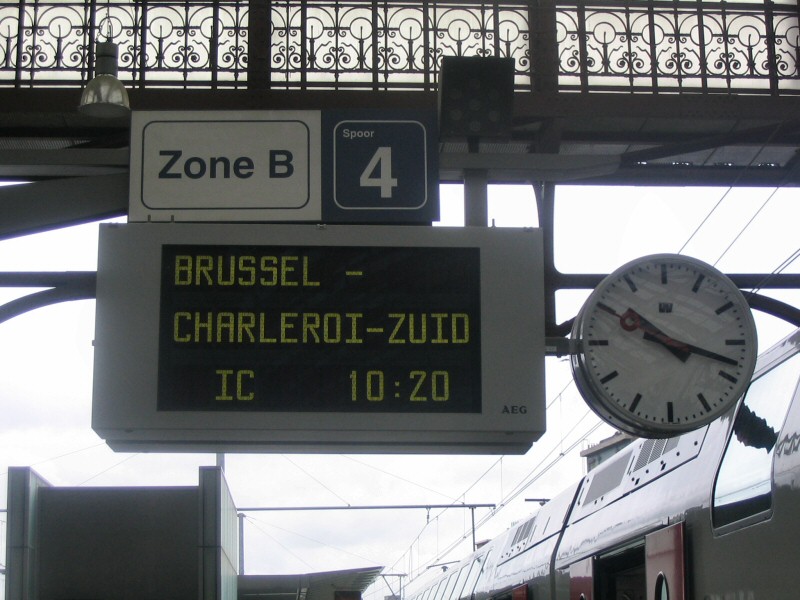 Zone B
Spoor
4
BRUSSEL -
CHARLEROI-ZUID
IC 10:20
AEG